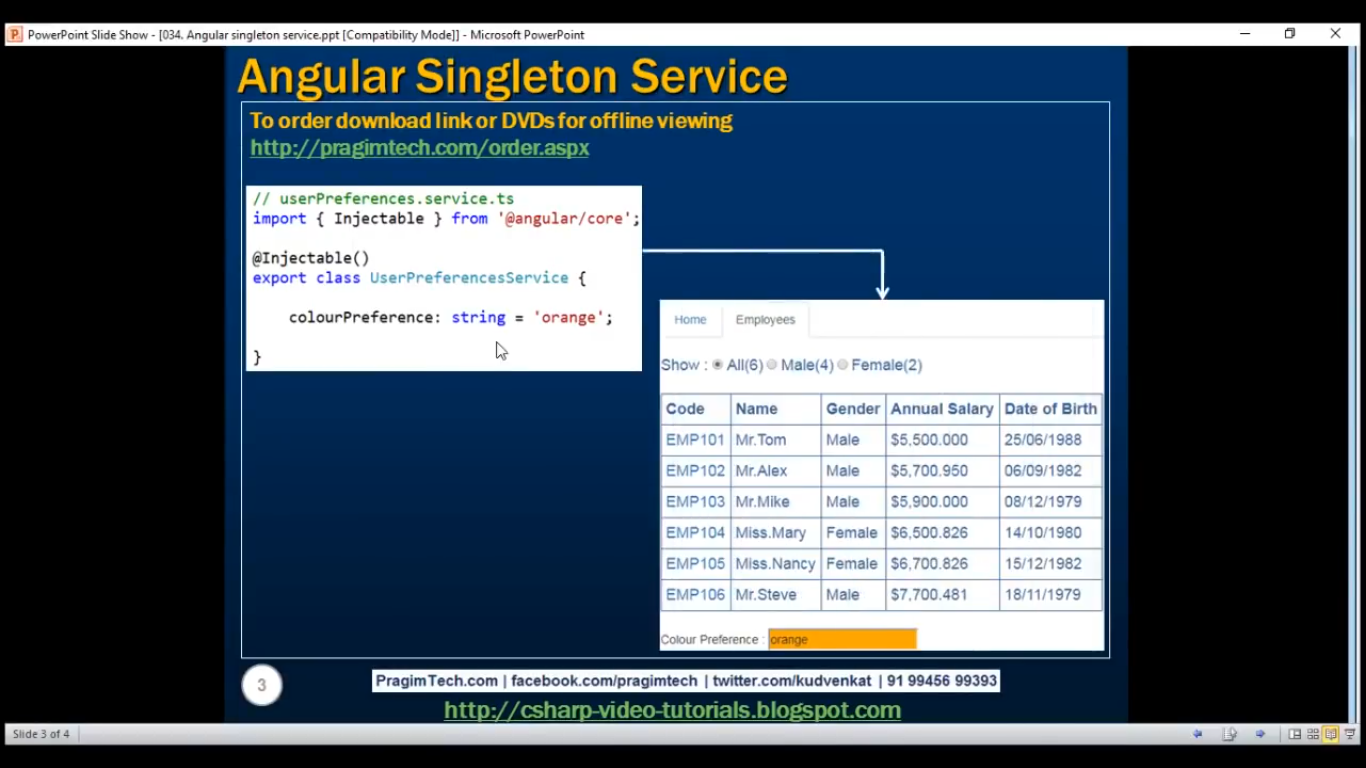 PowerPoint Slide Show - [034. Angular singleton service.ppt [Compatibility Mode]] - Microsoft PowerPoint
Angular Singleton Service
To order download link or DVDs for offline viewing
http://pragimtech.com/order.aspx
// userPreferences.service.ts
import { Injectable } from '@angular/core';
@Injectable()
export class UserPreferencesService {
colourPreference: string = 'orange';
}
Home Employees
Show : All(6) Male(4) Female(2)
Code Name Gender Annual Salary Date of Birth
EMP101 Mr.Tom Male $5,500.000 25/06/1988
EMP102 Mr.Alex Male $5,700.950 06/09/1982
EMP103 Mr.Mike Male $5,900.000 08/12/1979
EMP104 Miss.Mary Female $6,500.826 14/10/1980
EMP105 Miss.Nancy Female $6,700.826 15/12/1982
EMP106 Mr.Steve Male $7,700.481 18/11/1979
Colour Preference : orange
3
PragimTech.com | facebook.com/pragimtech | twitter.com/kudvenkat | 91 99456 99393
http://csharp-video-tutorials.blogspot.com
Slide 3 of 4